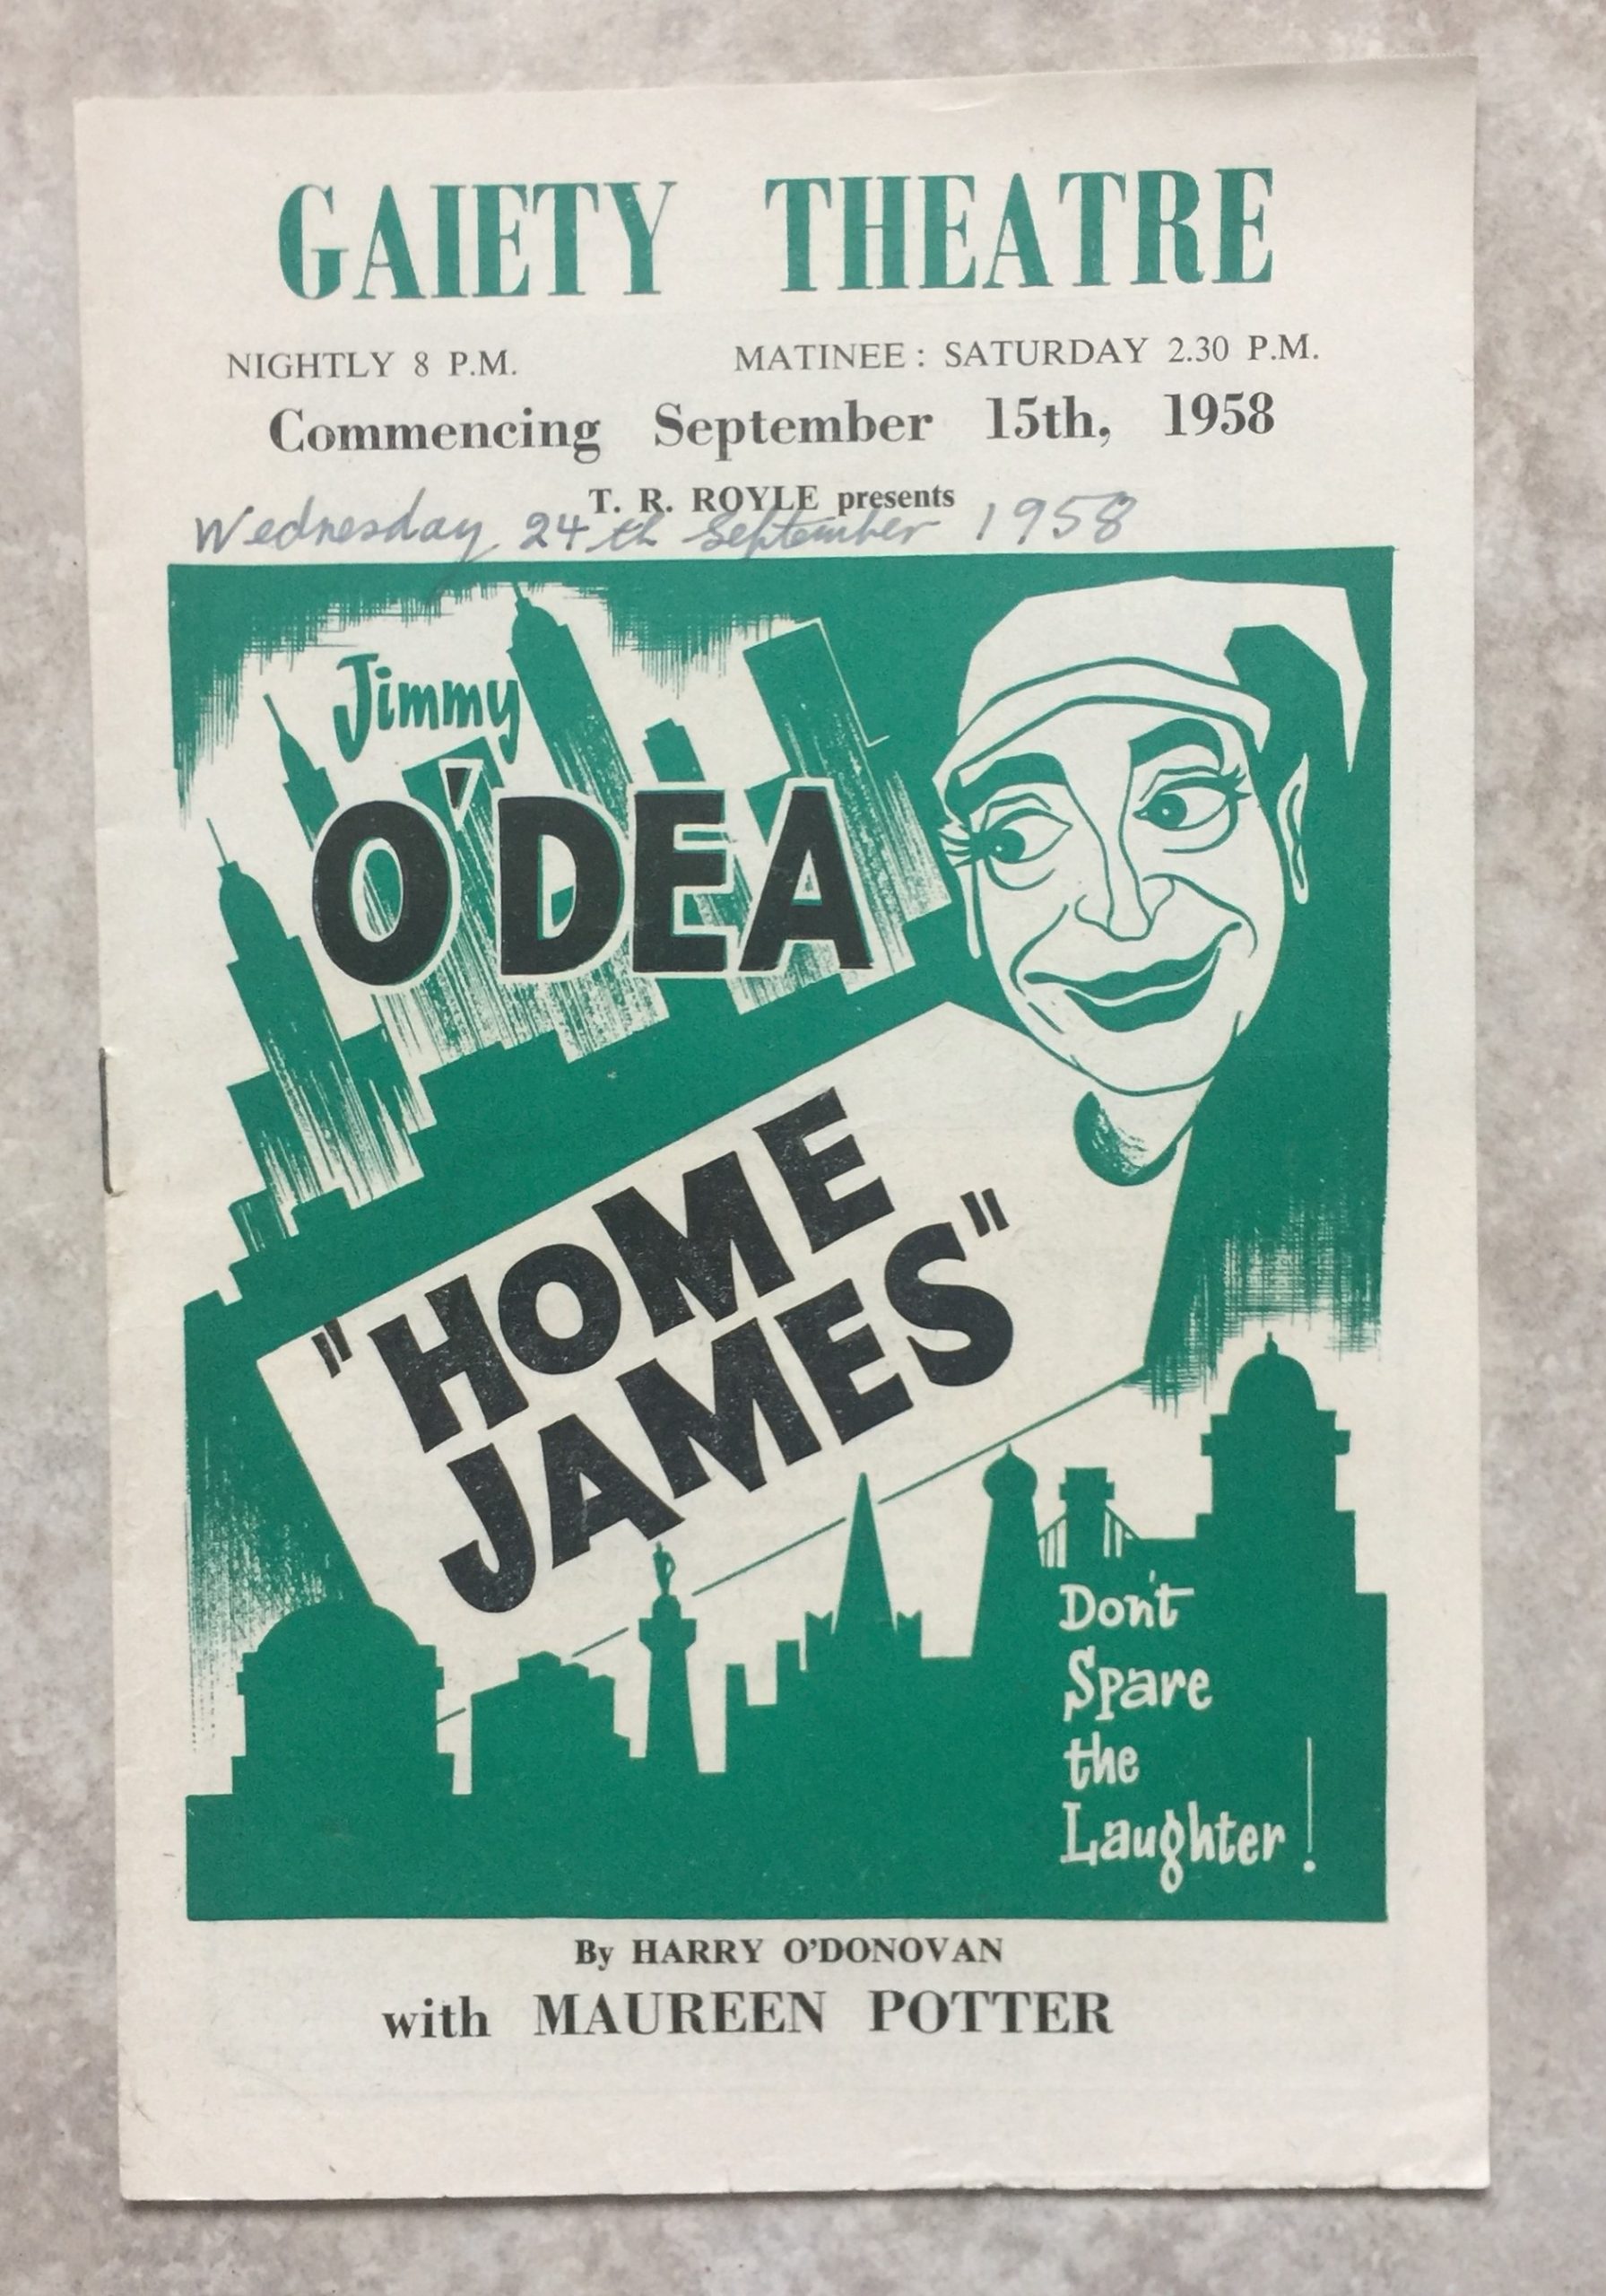 GAIETY THEATRE
NIGHTLY 8 P.M. MATINEE : SATURDAY 2.30 P.M.
Commencing September 15th, 1958
T. R. ROYLE presents
Wednesday 24th September 1958
Jimmy
O'DEA
"HOME
JAMES"
Don't
Spare
the
Laughter!
By HARRY O'DONOVAN
with MAUREEN POTTER